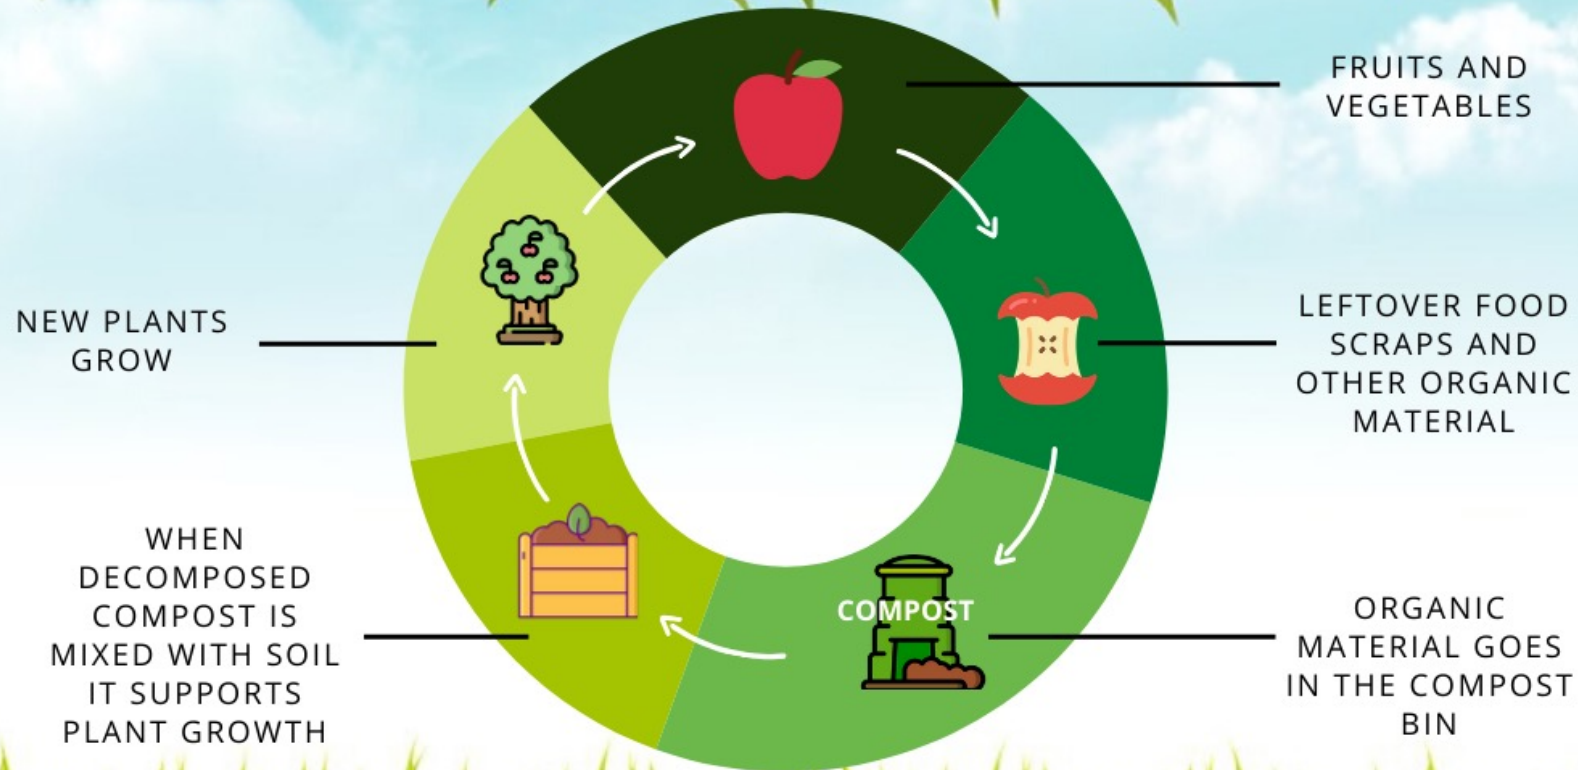 FRUITS AND
VEGETABLES
LEFTOVER FOOD
SCRAPS AND
OTHER ORGANIC
MATERIAL
COMPOST
ORGANIC
MATERIAL GOES
IN THE COMPOST
BIN
WHEN
DECOMPOSED
COMPOST IS
MIXED WITH SOIL
IT SUPPORTS
PLANT GROWTH
NEW PLANTS
GROW